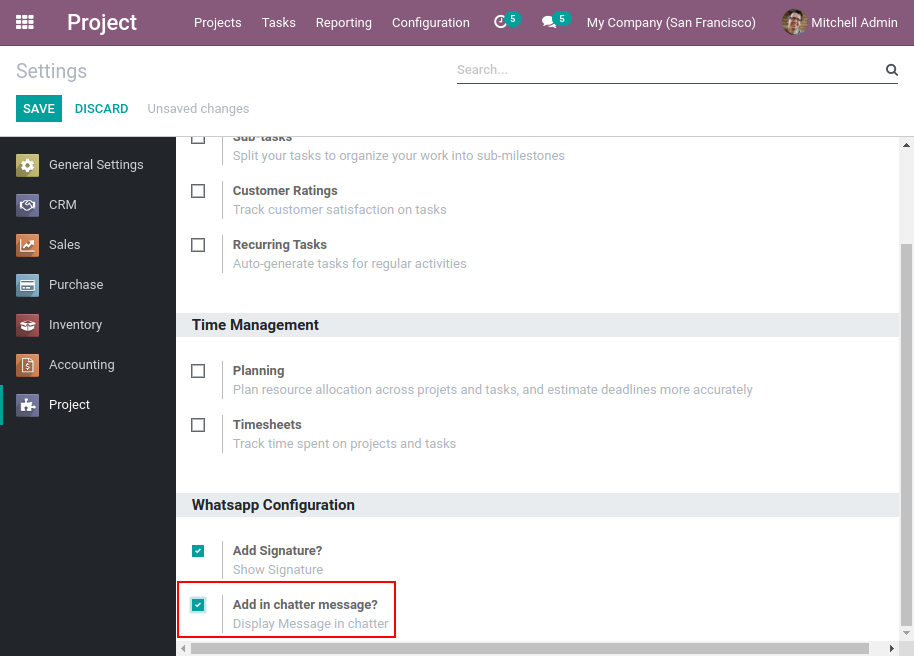 Project
Projects
Tasks
Reporting
Configuration
5
5
My Company (San Francisco)
Mitchell Admin
Settings
Search...
SAVE
DISCARD
Unsaved changes
General Settings
CRM
Sales
Purchase
Inventory
Accounting
Project
Sub-tasks
Split your tasks to organize your work into sub-milestones
Customer Ratings
Track customer satisfaction on tasks
Recurring Tasks
Auto-generate tasks for regular activities
Time Management
Planning
Plan resource allocation across projets and tasks, and estimate deadlines more accurately
Timesheets
Track time spent on projects and tasks
Whatsapp Configuration
Add Signature?
Show Signature
Add in chatter message?
Display Message in chatter